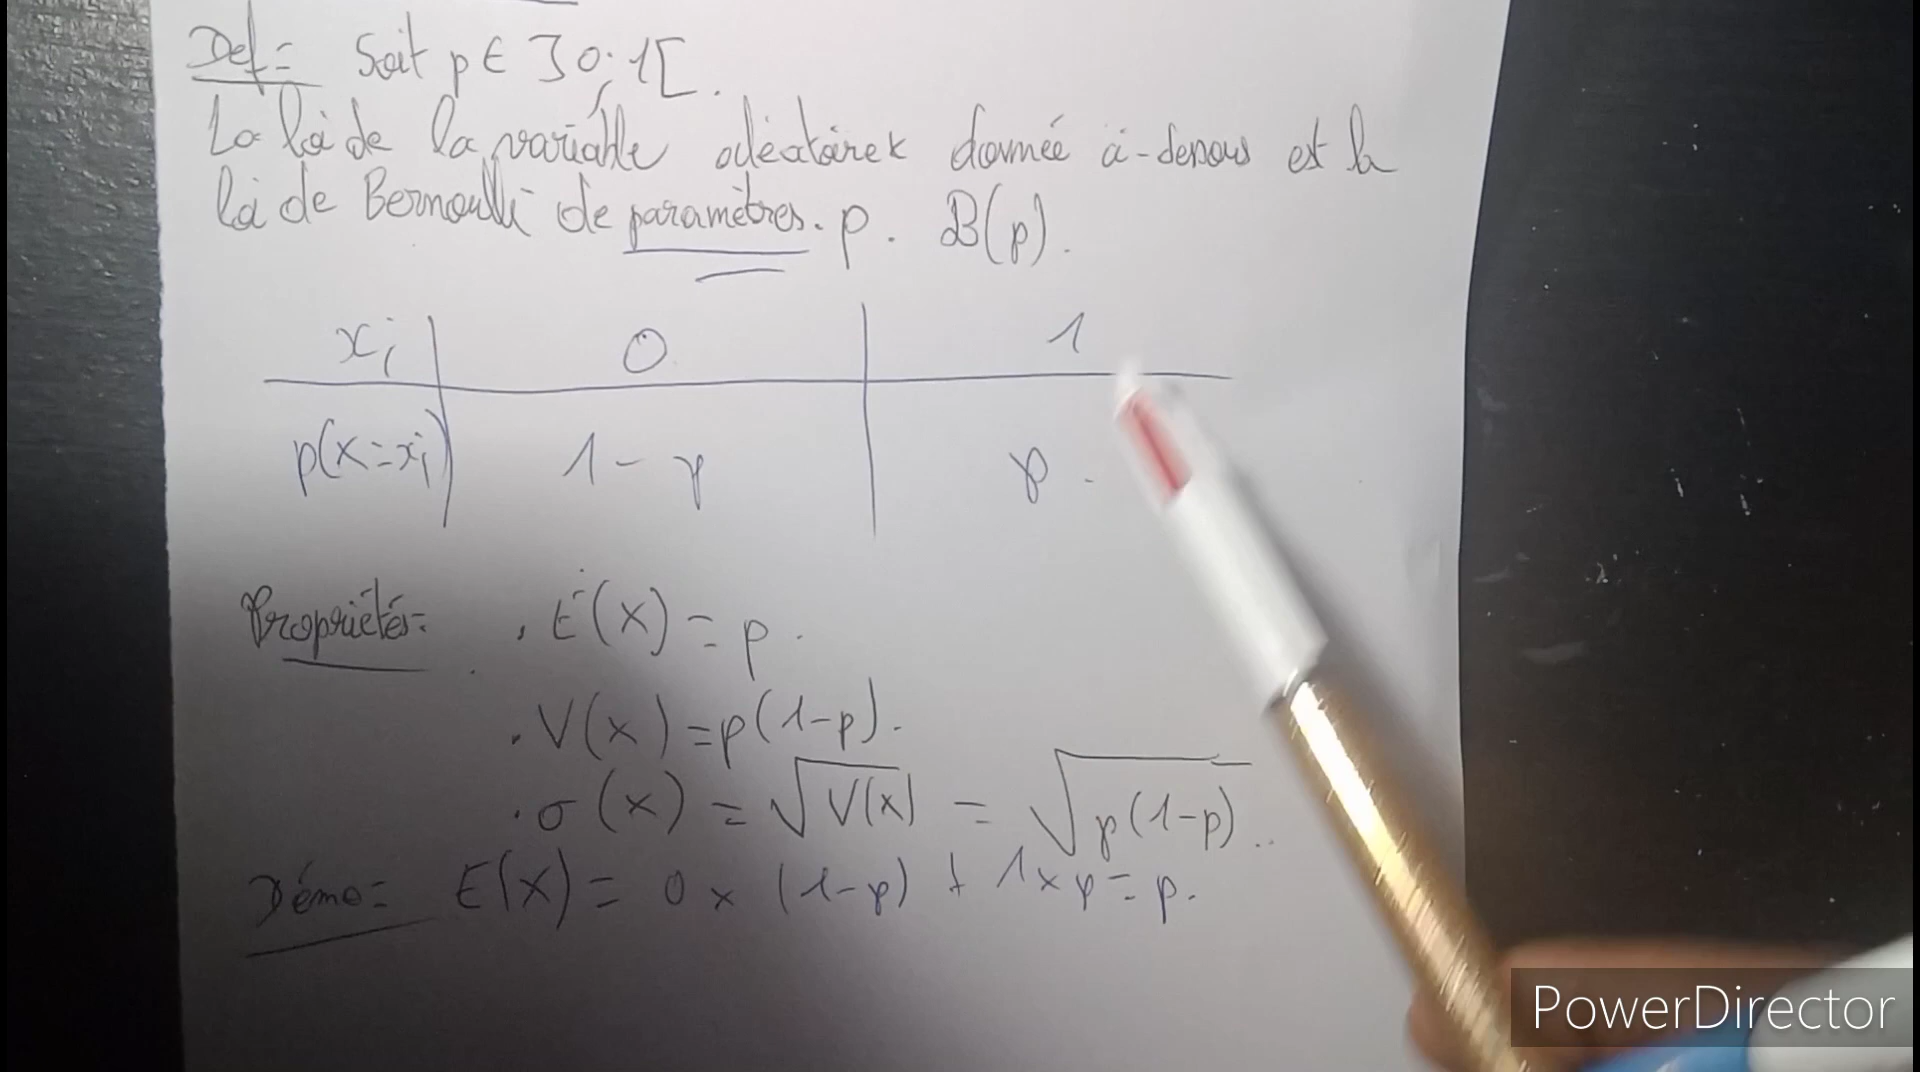 Def = Soit p ∈ ]0;1[.
La loi de la variable aléatoire X donnée ci-dessous est la
loi de Bernoulli de paramètres. p. B(p).
xi 0 1
p(X=xi) 1-p p.
Propriétés = . E(X) = p.
. V(X) = p(1-p).
. σ(X) = √V(X) = √p(1-p)..
Démo = E(X) = 0 x (1-p) + 1 x p = p.
PowerDirector